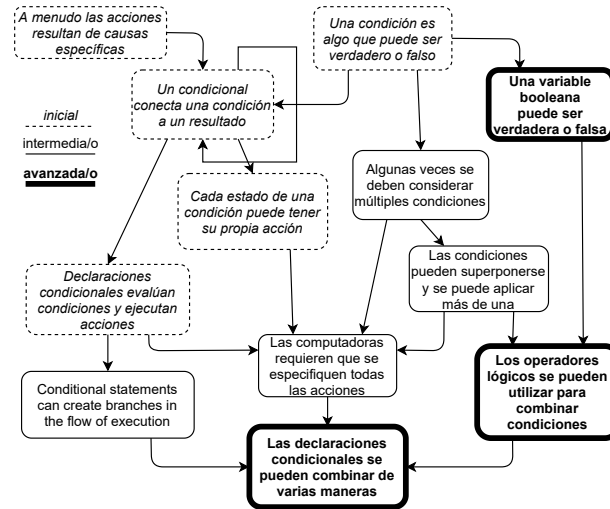 A menudo las acciones
resultan de causas
específicas
Una condición es
algo que puede ser
verdadero o falso
Un condicional
conecta una condición
a un resultado
Una variable
booleana
puede ser
verdadera o falsa
inicial
intermedia/o
avanzada/o
Algunas veces se
deben considerar
múltiples condiciones
Cada estado de una
condición puede tener
su propia acción
Las condiciones
pueden superponerse
y se puede aplicar
más de una
Declaraciones
condicionales evalúan
condiciones y ejecutan
acciones
Las computadoras
requieren que se
especifiquen todas
las acciones
Los operadores
lógicos se pueden
utilizar para
combinar
condiciones
Conditional statements
can create branches in
the flow of execution
Las declaraciones
condicionales se
pueden combinar de
varias maneras